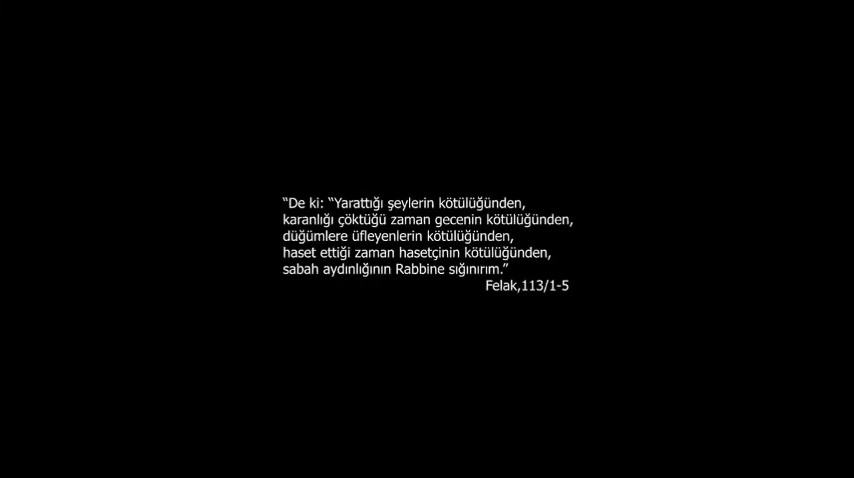 “De ki: “Yarattığı şeylerin kötülüğünden,
karanlığı çöktüğü zaman gecenin kötülüğünden,
düğümlere üfleyenlerin kötülüğünden,
haset ettiği zaman hasetçinin kötülüğünden,
sabah aydınlığının Rabbine sığınırım.”
Felak,113/1-5